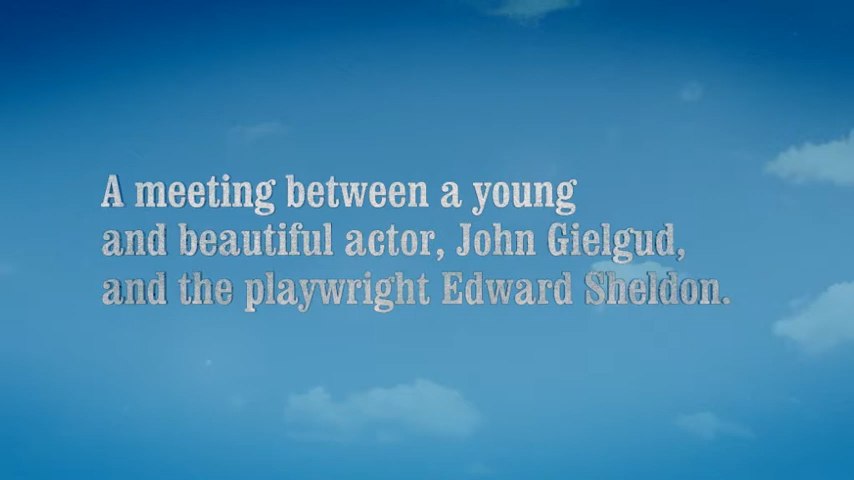 A meeting between a young
and beautiful actor, John Gielgud,
and the playwright Edward Sheldon.